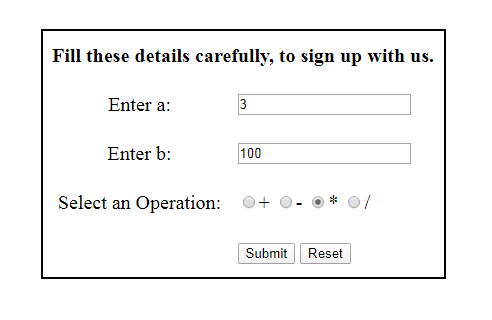 Fill these details carefully, to sign up with us.
Enter a: 3
Enter b: 100
Select an Operation: + - * /
Submit Reset